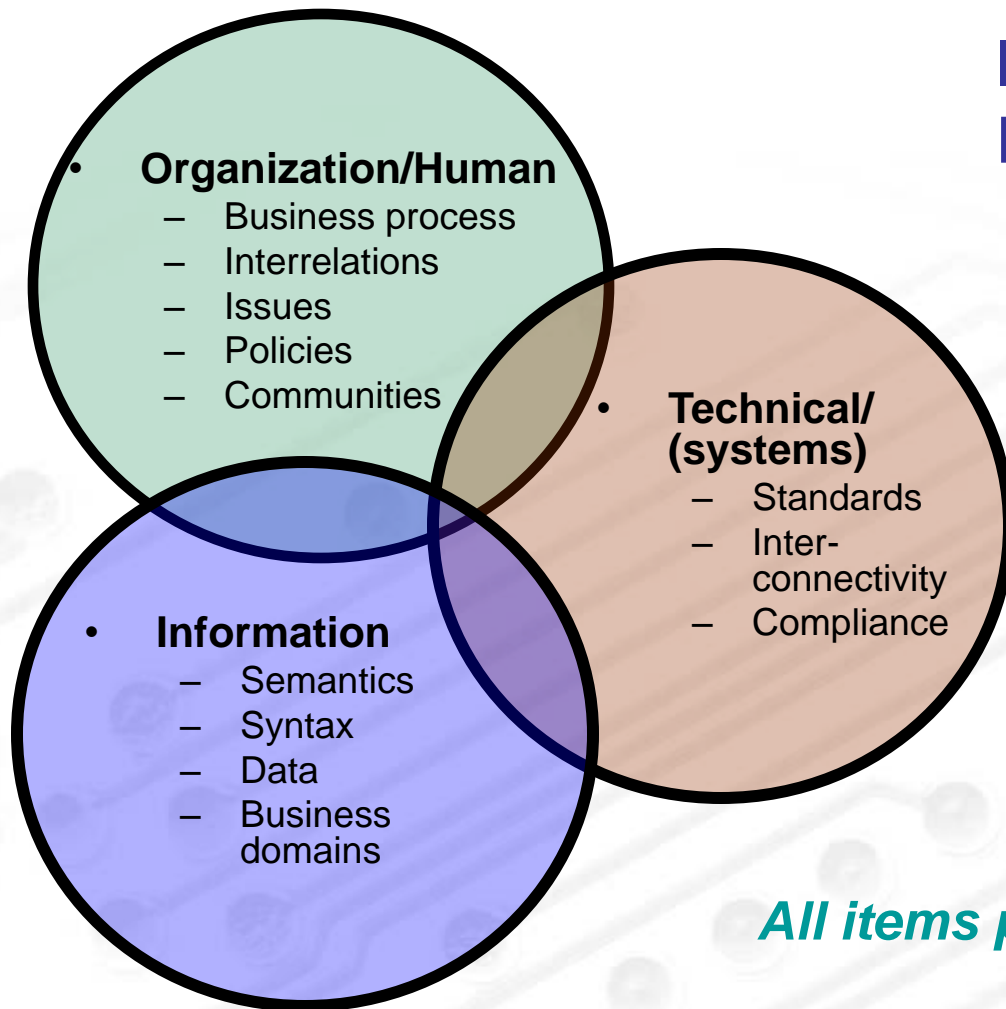 • Organization/Human
– Business process
– Interrelations
– Issues
– Policies
– Communities
• Technical/
(systems)
– Standards
– Inter-
connectivity
– Compliance
• Information
– Semantics
– Syntax
– Data
– Business
domains
All items p